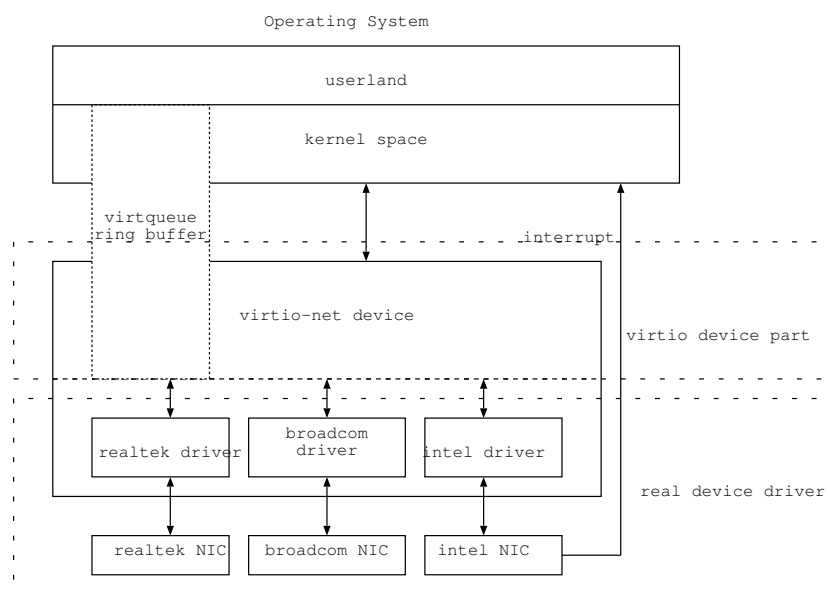 Operating System
userland
kernel space
virtqueue
ring buffer
interrupt
virtio-net device
virtio device part
realtek driver
broadcom
driver
intel driver
real device driver
realtek NIC
broadcom NIC
intel NIC